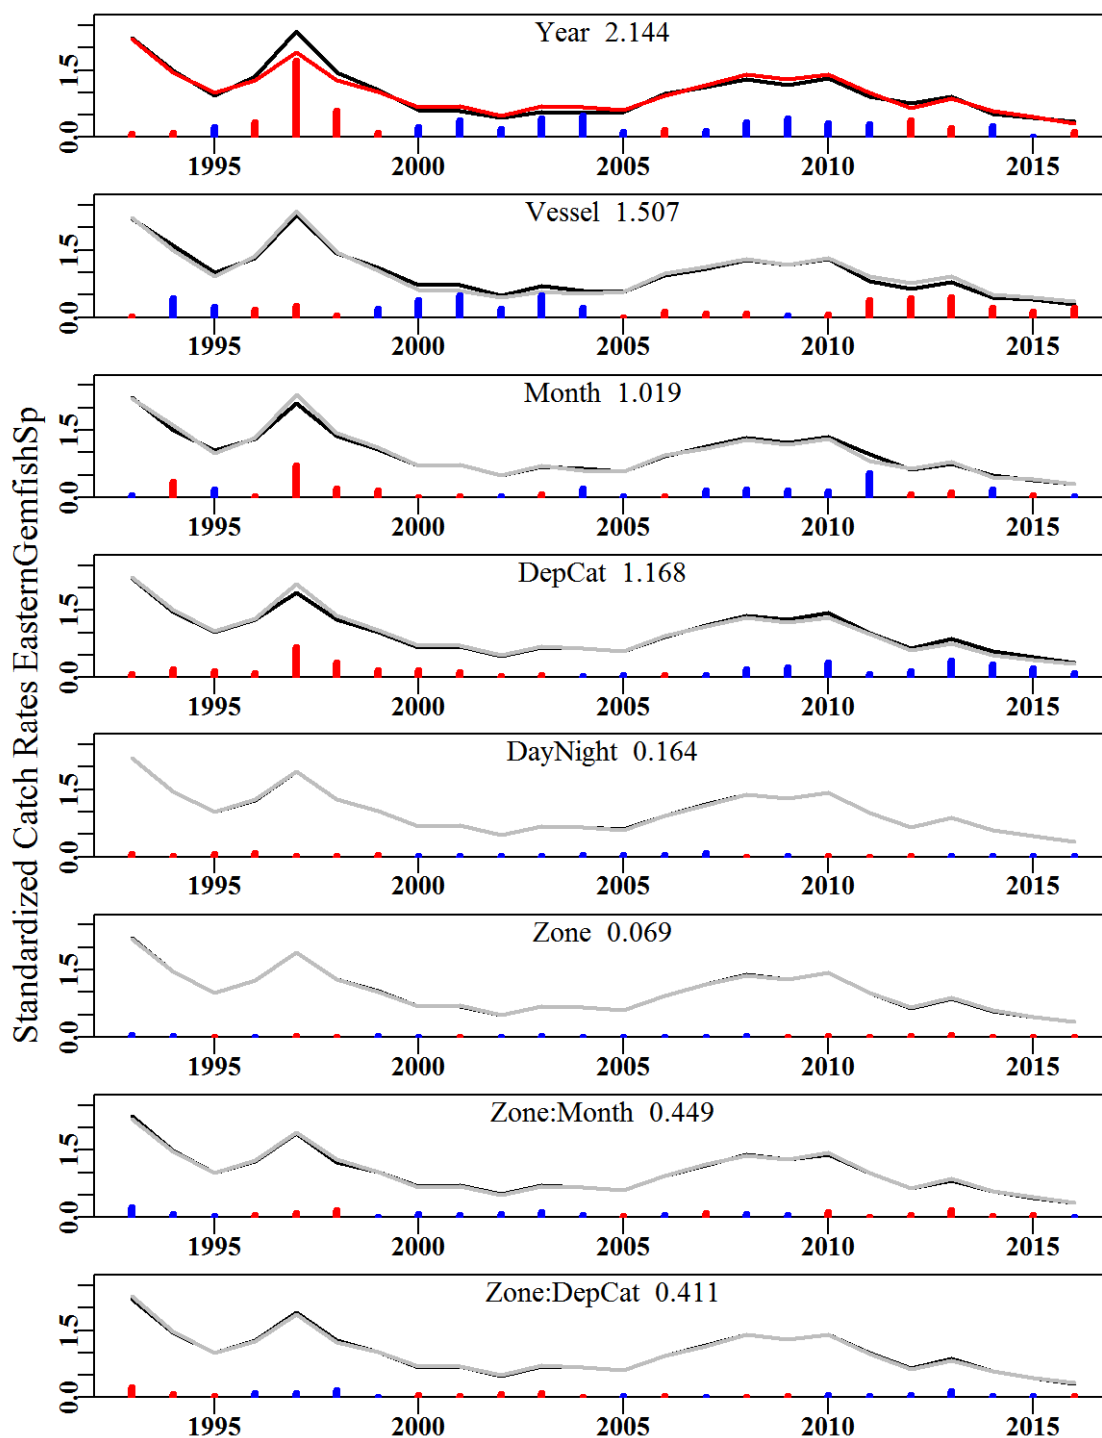 Standardized Catch Rates EasternGemfishSp
Year 2.144
0.0 1.5
1995 2000 2005 2010 2015
Vessel 1.507
0.0 1.5
1995 2000 2005 2010 2015
Month 1.019
0.0 1.5
1995 2000 2005 2010 2015
DepCat 1.168
0.0 1.5
1995 2000 2005 2010 2015
DayNight 0.164
0.0 1.5
1995 2000 2005 2010 2015
Zone 0.069
0.0 1.5
1995 2000 2005 2010 2015
Zone:Month 0.449
0.0 1.5
1995 2000 2005 2010 2015
Zone:DepCat 0.411
0.0 1.5
1995 2000 2005 2010 2015